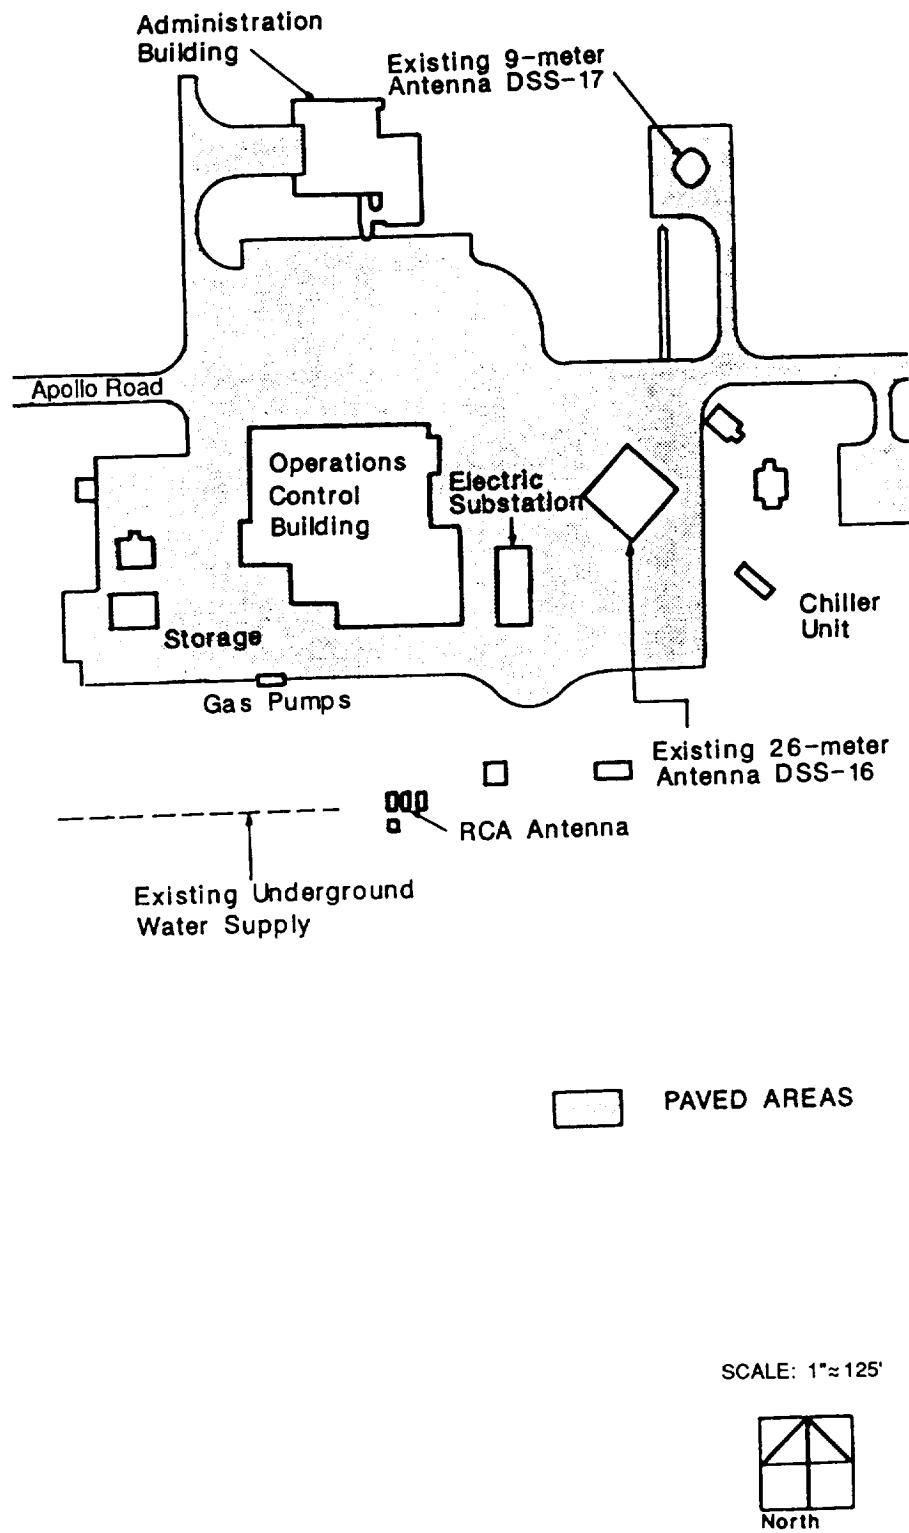 Administration
Building
Existing 9-meter
Antenna DSS-17
Apollo Road
Operations
Control
Building
Electric
Substation
Storage
Chiller
Unit
Gas Pumps
Existing 26-meter
Antenna DSS-16
RCA Antenna
Existing Underground
Water Supply
PAVED AREAS
SCALE: 1"≈125'
North